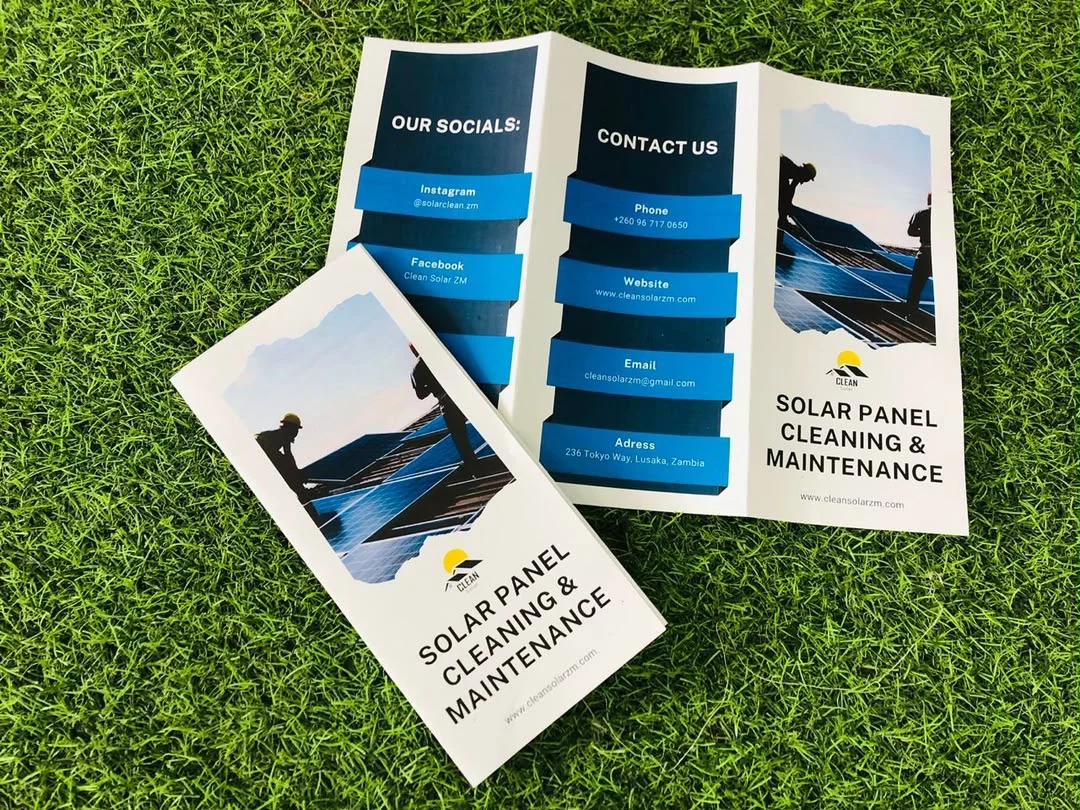 OUR SOCIALS:
Instagram
@solarclean.zm
Facebook
Clean Solar ZM
CONTACT US
Phone
+260 96 717 0650
Website
www.cleansolarzm.com
Email
cleansolarzm@gmail.com
Adress
236 Tokyo Way, Lusaka, Zambia
CLEAN
Solar
SOLAR PANEL
CLEANING &
MAINTENANCE
www.cleansolarzm.com
CLEAN
SOLAR PANEL
CLEANING &
MAINTENANCE
www.cleansolarzm.com